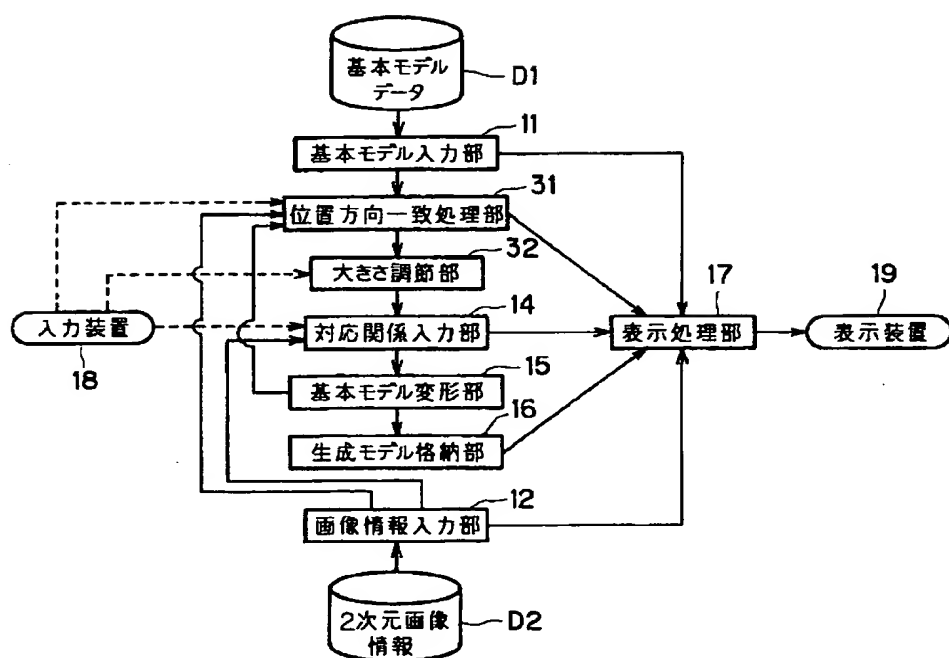 基本モデル
データ
D1
11
基本モデル入力部
31
位置方向一致処理部
32
大きさ調節部
入力装置
18
14
対応関係入力部
17
表示処理部
19
表示装置
15
基本モデル変形部
16
生成モデル格納部
12
画像情報入力部
2次元画像
情報
D2